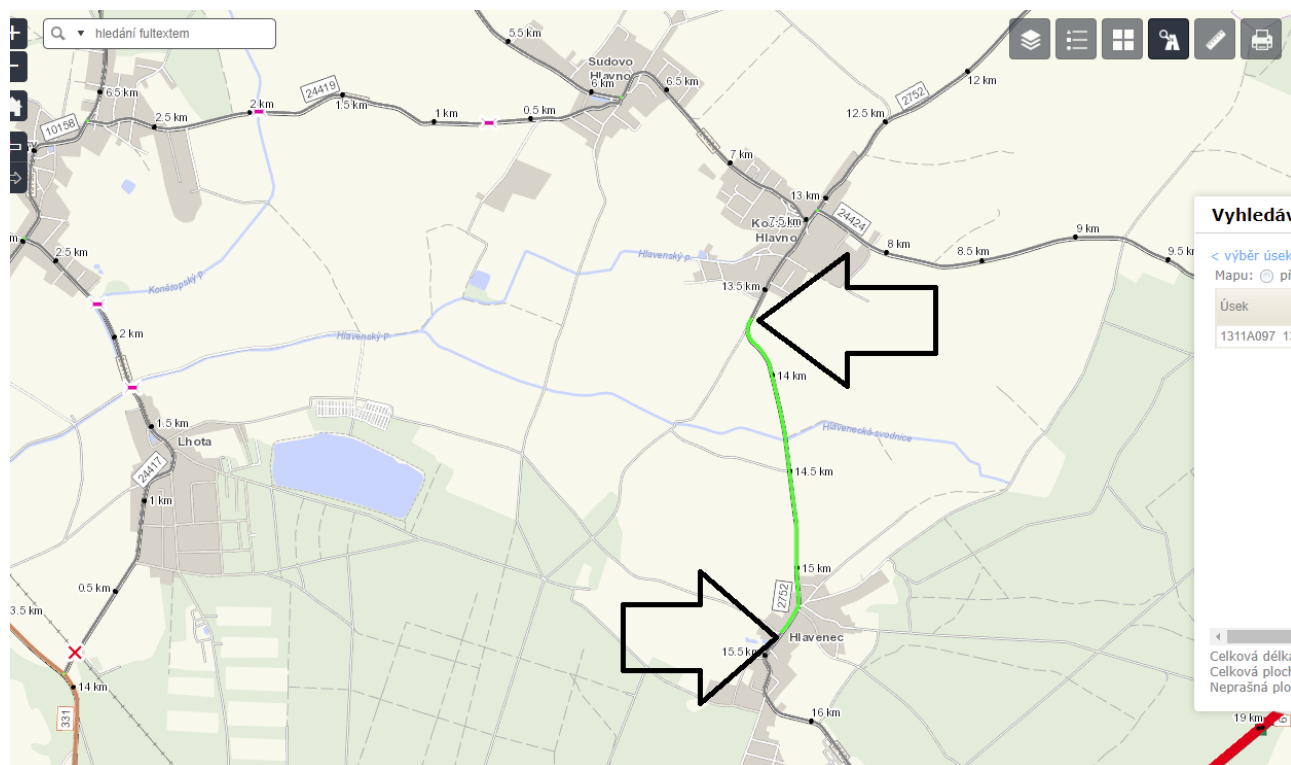 hledání fultextem
5.5 km
Sudovo
Hlavno
6 km
6.5 km
12 km
6.5 km
2 km
24419
1.5 km
1 km
0.5 km
2752
12.5 km
10158
2.5 km
7 km
13 km
24424
7.5 km
Hlavno
8 km
8.5 km
9 km
2.5 km
Hlavenský p.
Konětopský p.
13.5 km
2 km
Hlavenský p.
14 km
1.5 km
Lhota
Hlavenecká svodnice
24417
14.5 km
1 km
15 km
0.5 km
2752
3.5 km
Hlavenec
15.5 km
14 km
331
16 km
19 km
Vyhledáv
< výběr úsek
Mapu:
př
Úsek
1311A097 13
Celková délka
Celková ploch
Neprašná plo